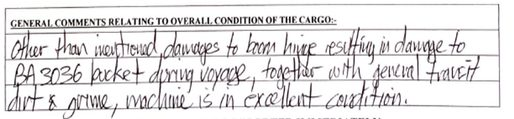 GENERAL COMMENTS RELATING TO OVERALL CONDITION OF THE CARGO:-
Other than mentioned, damages to boom hinge resulting in damage to
BA3036 bucket during voyage, together with general transit
dirt & grime, machine is in excellent condition.